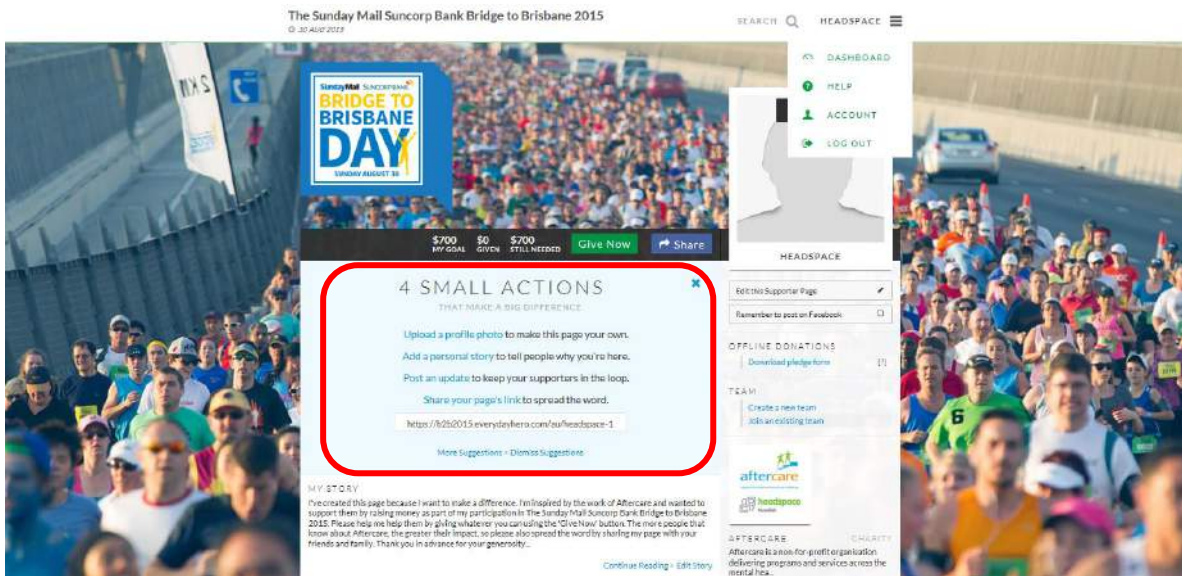 The Sunday Mail Suncorp Bank Bridge to Brisbane 2015
30 AUG 2015
SEARCH
HEADSPACE
DASHBOARD
HELP
ACCOUNT
LOG OUT
2 KM
SundayMail SUNCORP BANK
BRIDGE TO
BRISBANE
DAY
SUNDAY AUGUST 30
$700
MY GOAL
$0
GIVEN
$700
STILL NEEDED
Give Now
Share
4 SMALL ACTIONS
THAT MAKE A BIG DIFFERENCE
Upload a profile photo to make this page your own.
Add a personal story to tell people why you're here.
Post an update to keep your supporters in the loop.
Share your page's link to spread the word.
https://b2b2015.everydayhero.com/au/headspace-1
More Suggestions • Dismiss Suggestions
MY STORY
I've created this page because I want to make a difference. I'm inspired by the work of Aftercare and wanted to
support them by raising money as part of my participation in The Sunday Mail Suncorp Bank Bridge to Brisbane
2015. Please help me help them by giving whatever you can using the 'Give Now' button. The more people that
know about Aftercare, the greater their impact, so please also spread the word by sharing my page with your
friends and family. Thank you in advance for your generosity...
Continue Reading • Edit Story
HEADSPACE
Edit this Supporter Page
Remember to post on Facebook
OFFLINE DONATIONS
Download pledge form
[?]
TEAM
Create a new team
Join an existing team
aftercare
headspace
AFTERCARE
CHARITY
Aftercare is a non-for-profit organisation
delivering programs and services across the
mental hea...
6